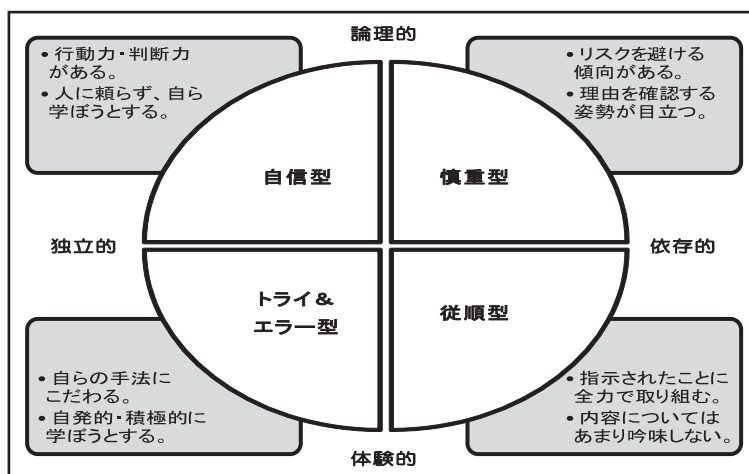 論理的
• 行動力・判断力
がある。
• 人に頼らず、自ら
学ぼうとする。
• リスクを避ける
傾向がある。
• 理由を確認する
姿勢が目立つ。
自信型
慎重型
独立的
依存的
トライ＆
エラー型
従順型
• 自らの手法に
こだわる。
• 自発的・積極的に
学ぼうとする。
• 指示されたことに
全力で取り組む。
• 内容については
あまり吟味しない。
体験的